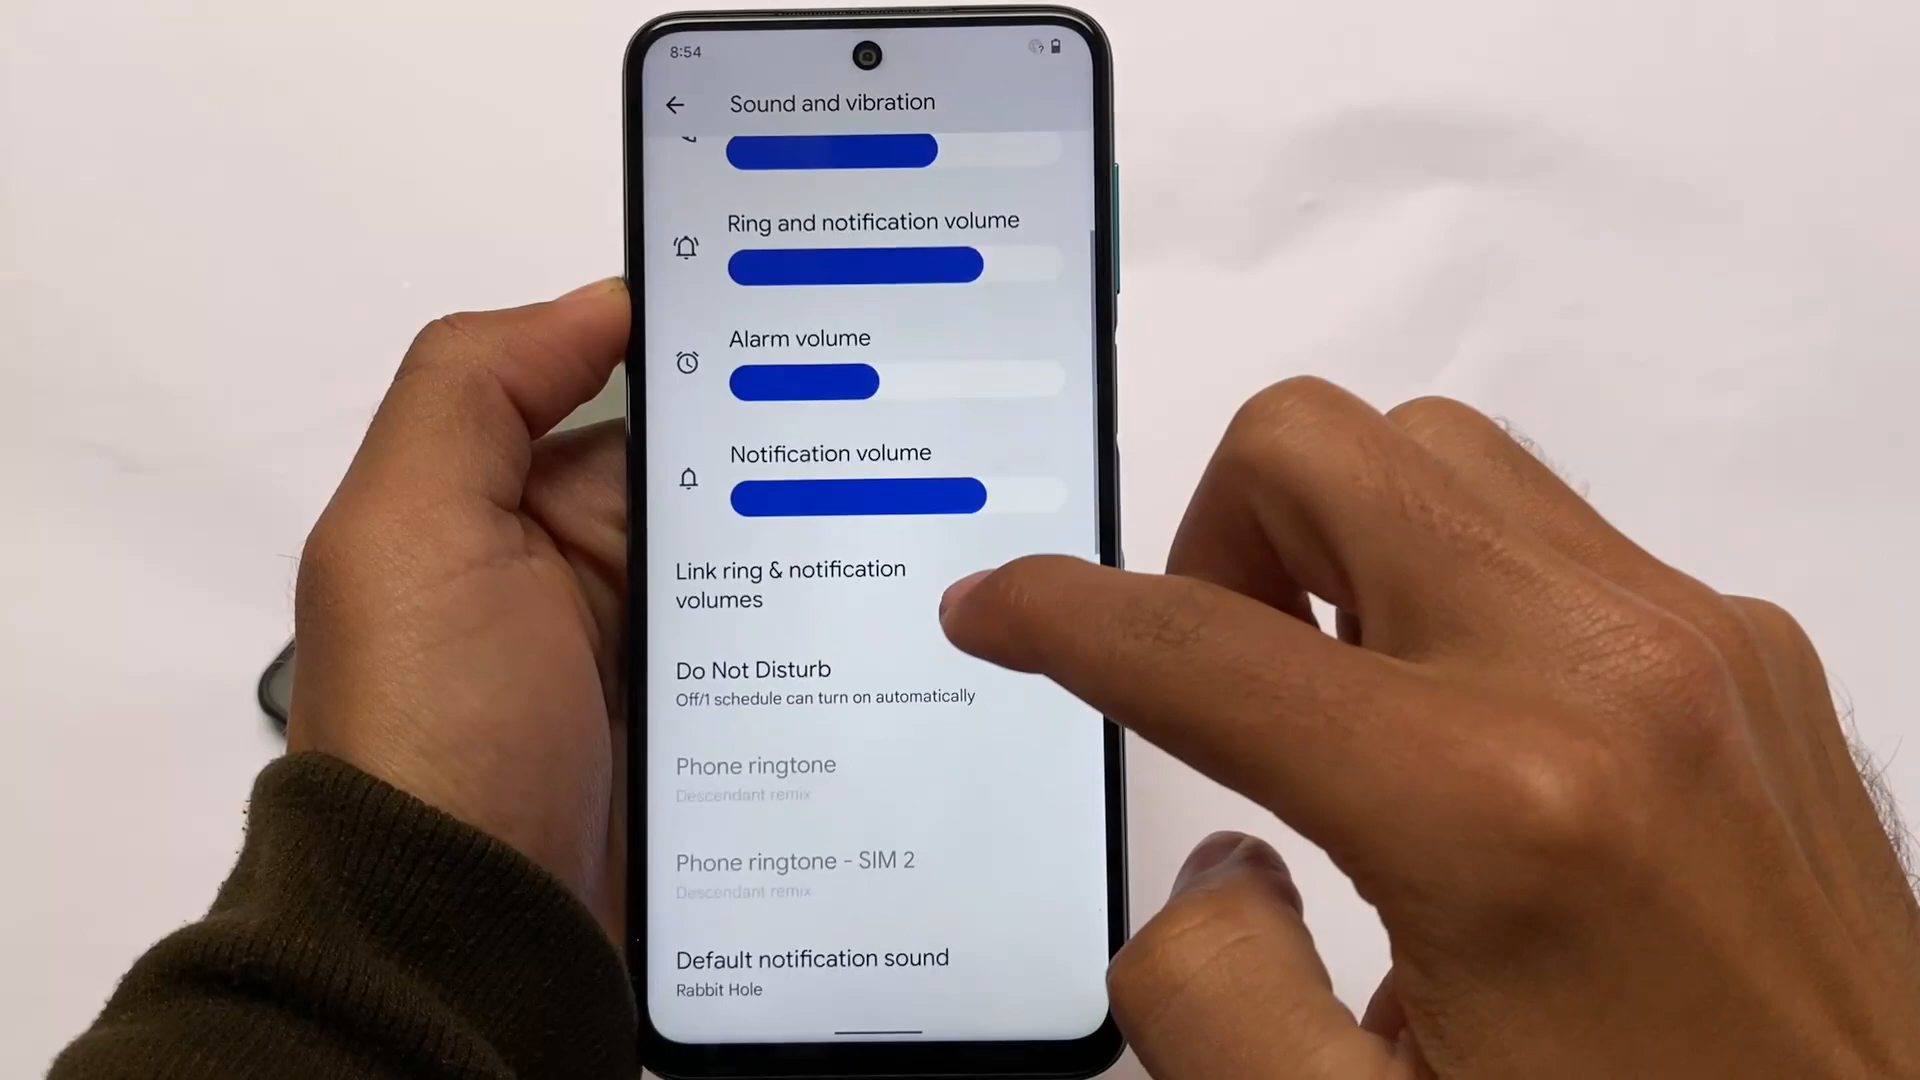 8:54
Sound and vibration
Ring and notification volume
Alarm volume
Notification volume
Link ring & notification
volumes
Do Not Disturb
Off/1 schedule can turn on automatically
Phone ringtone
Descendant remix
Phone ringtone - SIM 2
Descendant remix
Default notification sound
Rabbit Hole